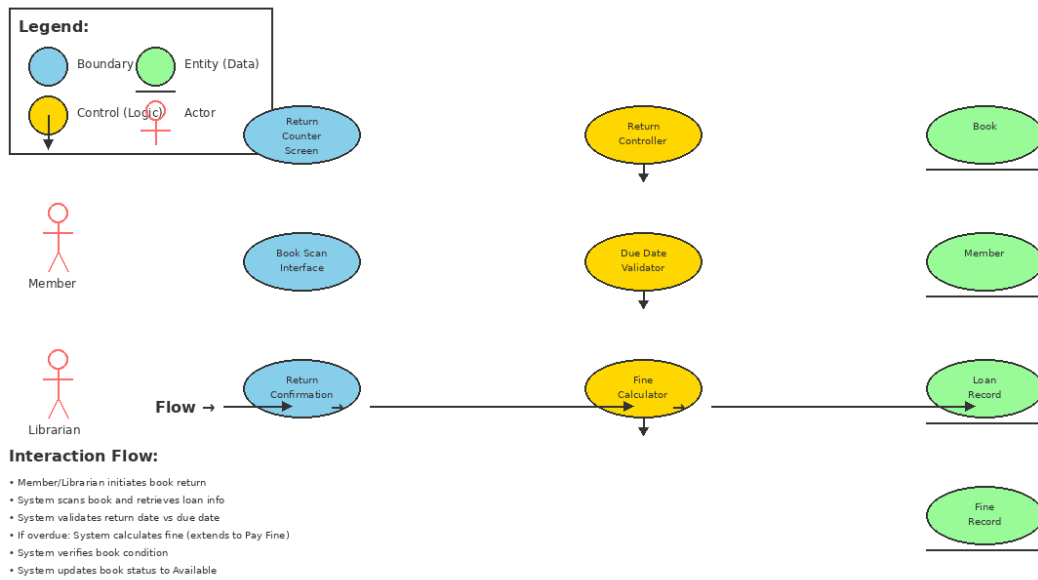 Legend:
Boundary
Entity (Data)
Control (Logic)
Actor
Return
Counter
Screen
Return
Controller
Book
Member
Book Scan
Interface
Due Date
Validator
Member
Librarian
Flow →
Return
Confirmation
→
Fine
Calculator
→
Loan
Record
Fine
Record
Interaction Flow:
• Member/Librarian initiates book return
• System scans book and retrieves loan info
• System validates return date vs due date
• If overdue: System calculates fine (extends to Pay Fine)
• System verifies book condition
• System updates book status to Available